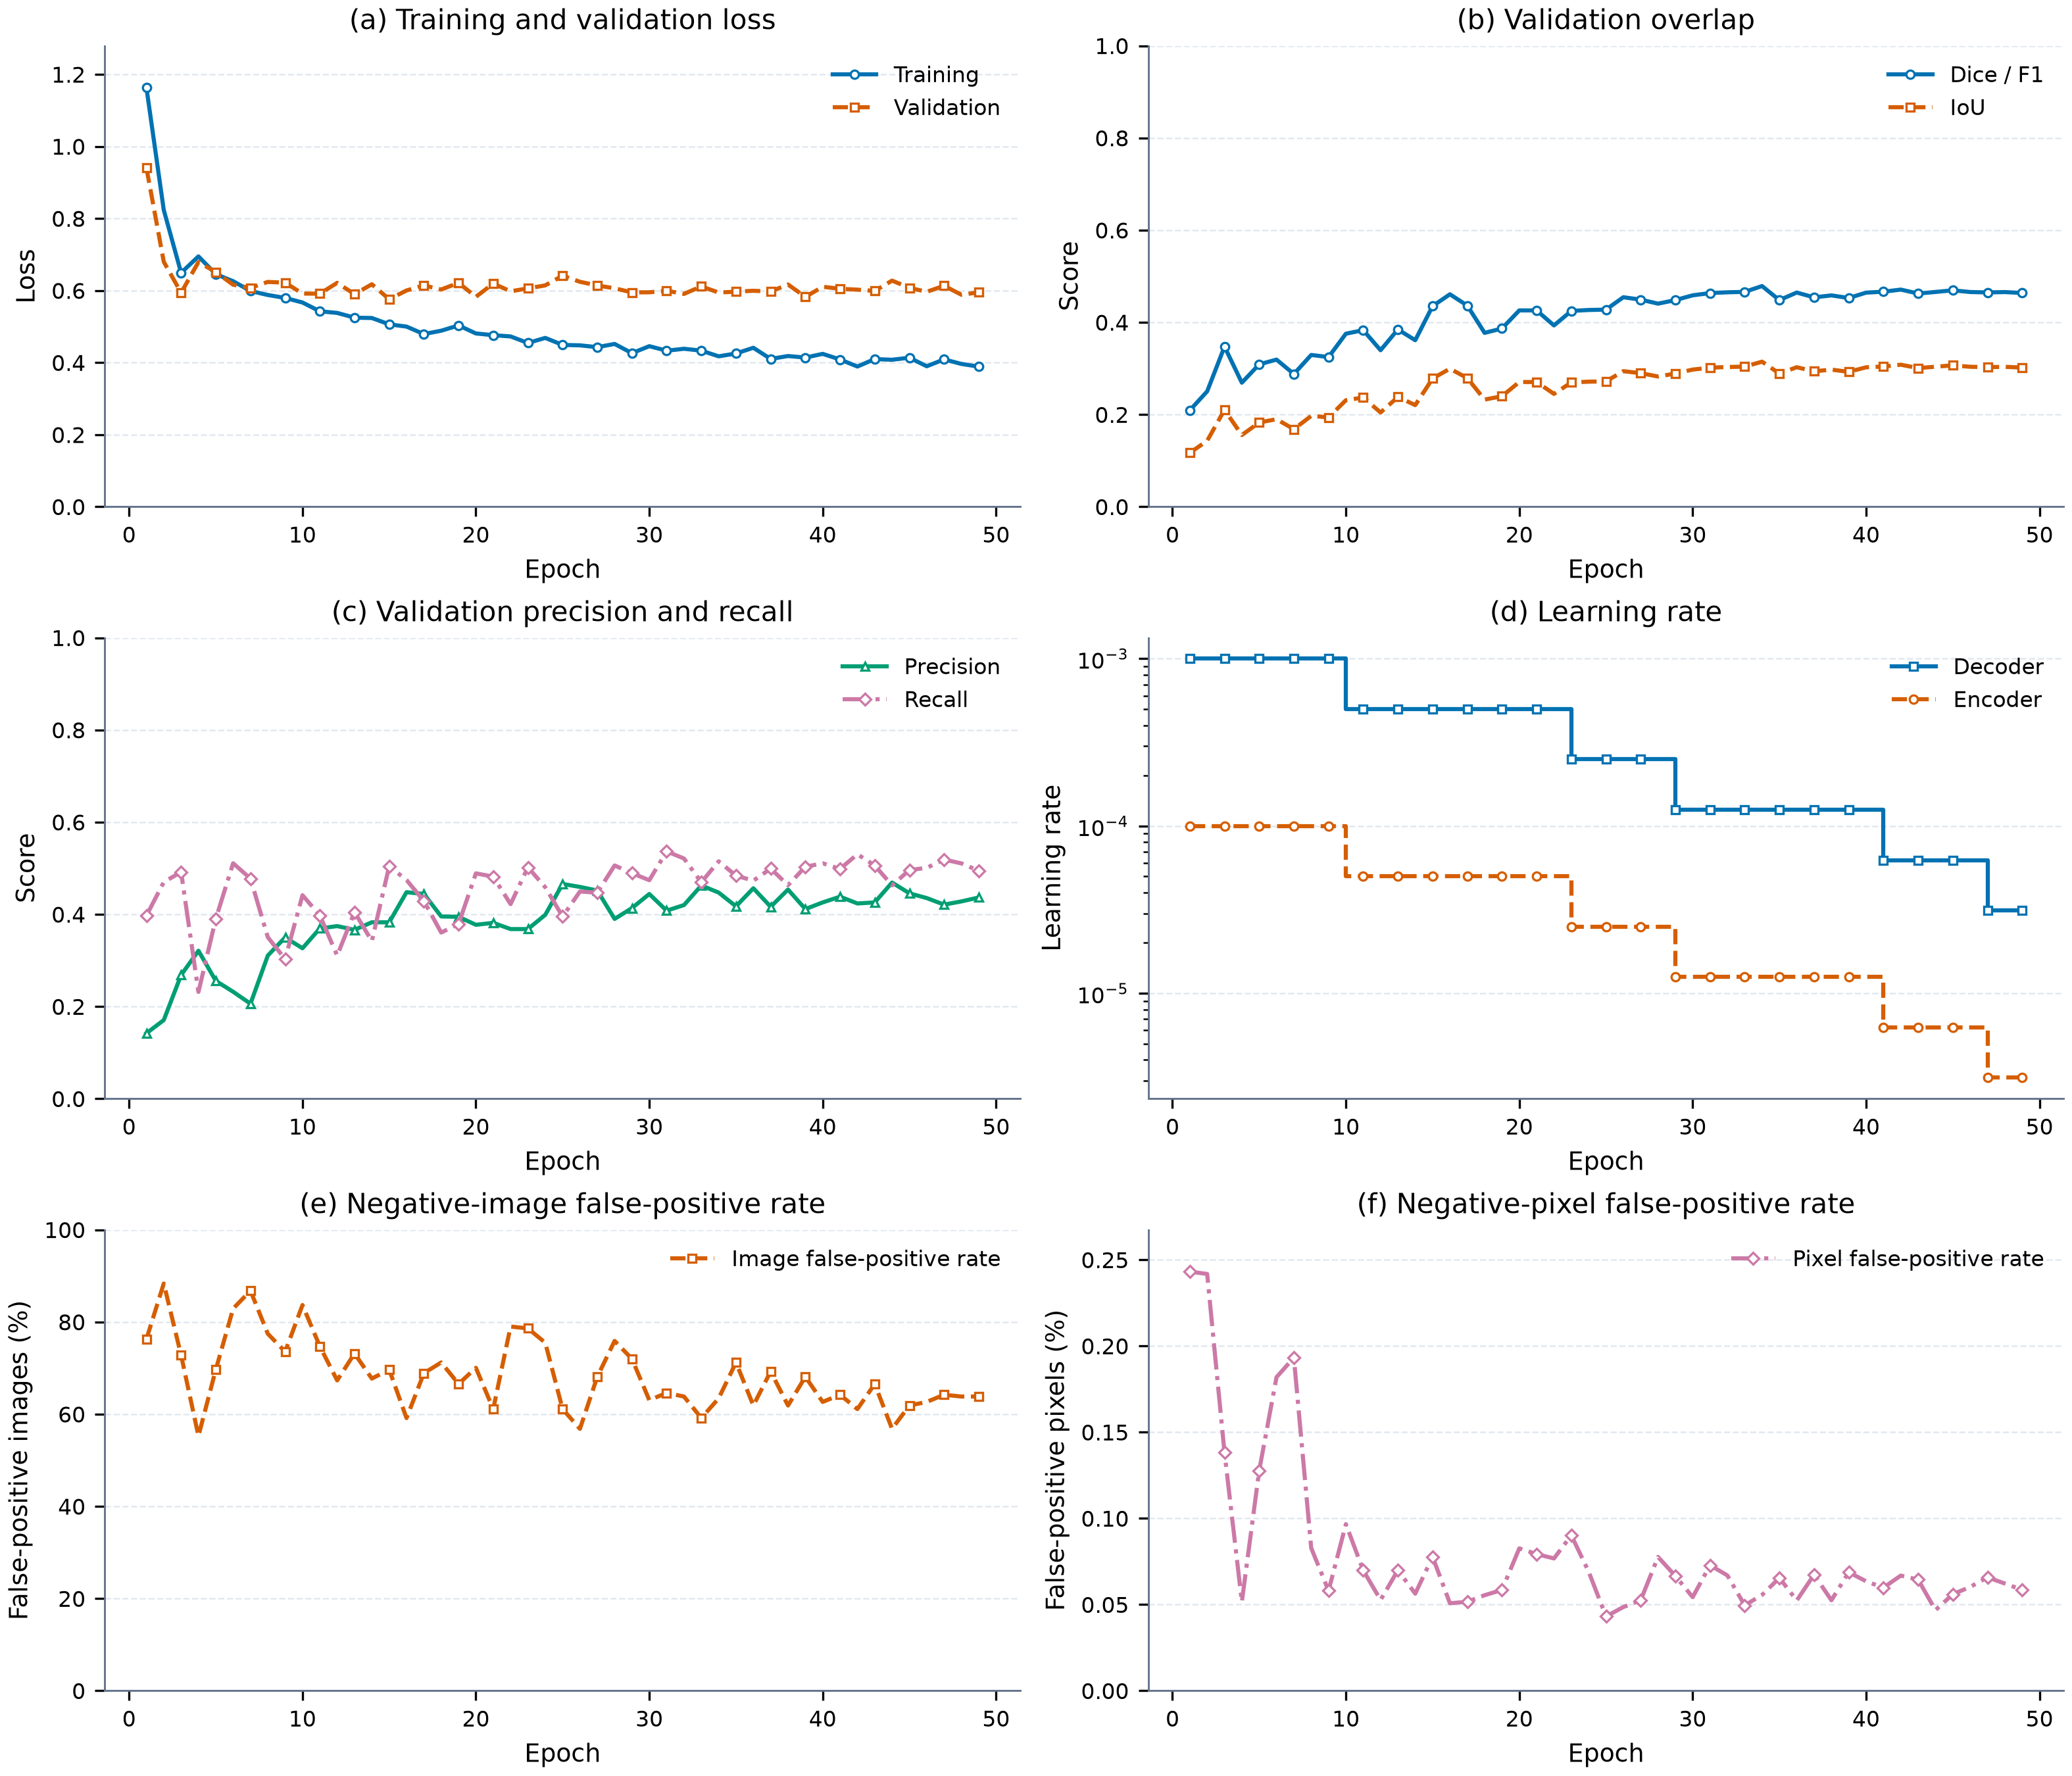 (a) Training and validation loss
Loss
1.2
1.0
0.8
0.6
0.4
0.2
0.0
0 10 20 30 40 50
Epoch
Training
Validation
(b) Validation overlap
Score
1.0
0.8
0.6
0.4
0.2
0.0
0 10 20 30 40 50
Epoch
Dice / F1
IoU
(c) Validation precision and recall
Score
1.0
0.8
0.6
0.4
0.2
0.0
0 10 20 30 40 50
Epoch
Precision
Recall
(d) Learning rate
Learning rate
10⁻³
10⁻⁴
10⁻⁵
0 10 20 30 40 50
Epoch
Decoder
Encoder
(e) Negative-image false-positive rate
False-positive images (%)
100
80
60
40
20
0
0 10 20 30 40 50
Epoch
Image false-positive rate
(f) Negative-pixel false-positive rate
False-positive pixels (%)
0.25
0.20
0.15
0.10
0.05
0.00
0 10 20 30 40 50
Epoch
Pixel false-positive rate